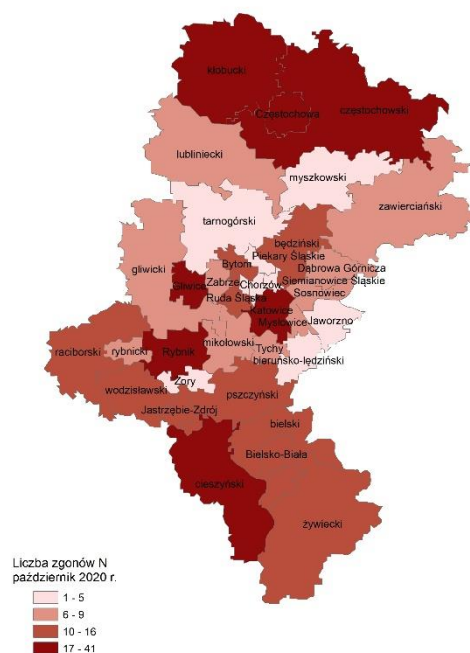 kłobucki
Częstochowa
częstochowski
lubliniecki
myszkowski
zawierciański
tarnogórski
będziński
gliwicki
Bytom
Piekary Śląskie
Dąbrowa Górnicza
Gliwice
Zabrze
Chorzów
Siemianowice Śląskie
Ruda Śląska
Katowice
Sosnowiec
Mysłowice
Jaworzno
raciborski
rybnicki
Rybnik
mikołowski
Tychy
bieruńsko-lędziński
wodzisławski
Żory
pszczyński
Jastrzębie-Zdrój
bielski
Bielsko-Biała
cieszyński
żywiecki
Liczba zgonów N
październik 2020 r.
1 - 5
6 - 9
10 - 16
17 - 41